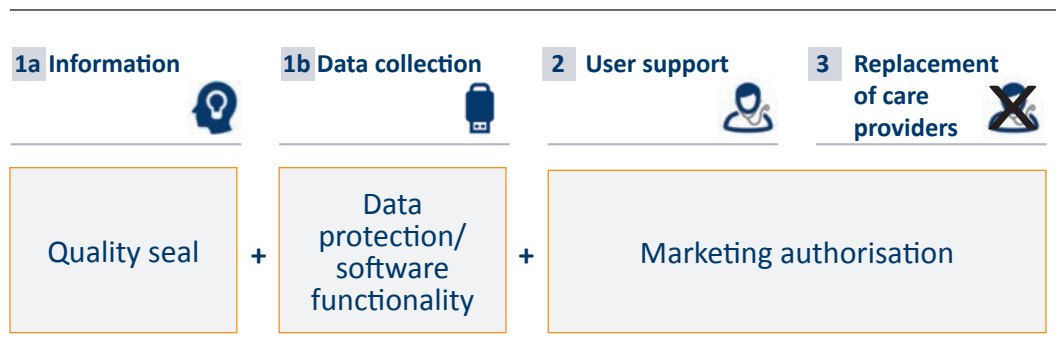 1a Information
1b Data collection
2 User support
3 Replacement
of care
providers
Quality seal
+
Data
protection/
software
functionality
+
Marketing authorisation